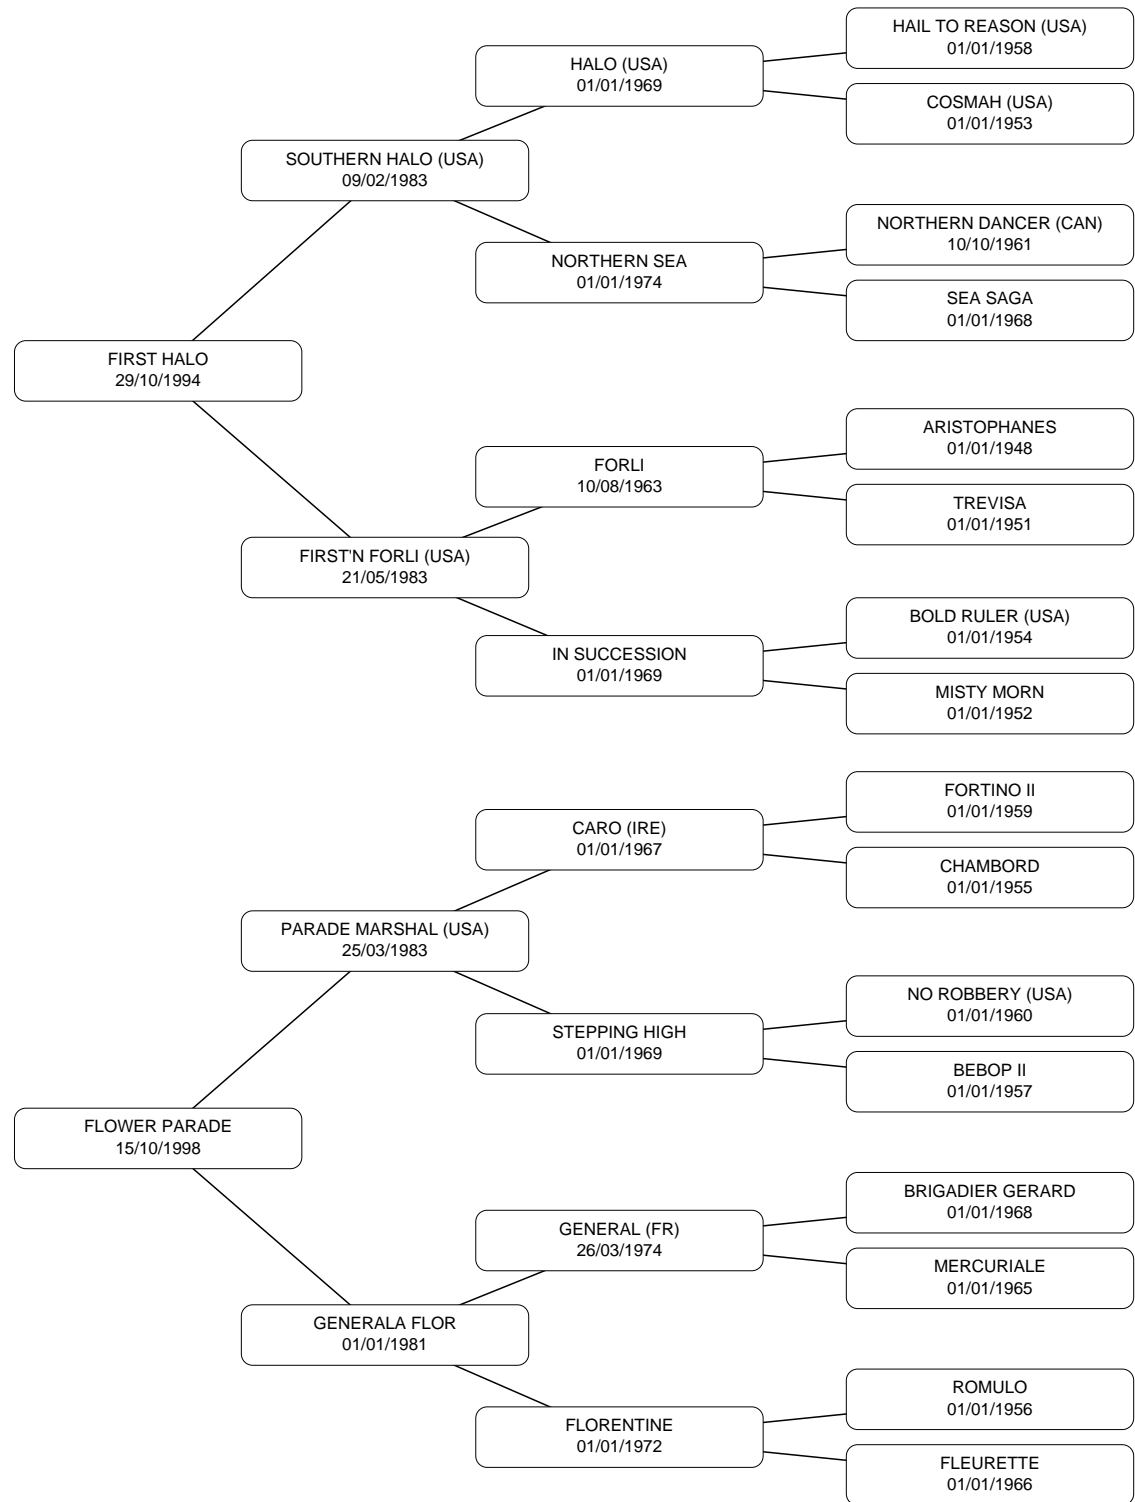 HAIL TO REASON (USA)
01/01/1958
HALO (USA)
01/01/1969
COSMAH (USA)
01/01/1953
SOUTHERN HALO (USA)
09/02/1983
NORTHERN DANCER (CAN)
10/10/1961
NORTHERN SEA
01/01/1974
SEA SAGA
01/01/1968
FIRST HALO
29/10/1994
ARISTOPHANES
01/01/1948
FORLI
10/08/1963
TREVISA
01/01/1951
FIRST'N FORLI (USA)
21/05/1983
BOLD RULER (USA)
01/01/1954
IN SUCCESSION
01/01/1969
MISTY MORN
01/01/1952
FORTINO II
01/01/1959
CARO (IRE)
01/01/1967
CHAMBORD
01/01/1955
PARADE MARSHAL (USA)
25/03/1983
NO ROBBERY (USA)
01/01/1960
STEPPING HIGH
01/01/1969
BEBOP II
01/01/1957
FLOWER PARADE
15/10/1998
BRIGADIER GERARD
01/01/1968
GENERAL (FR)
26/03/1974
MERCURIALE
01/01/1965
GENERALA FLOR
01/01/1981
ROMULO
01/01/1956
FLORENTINE
01/01/1972
FLEURETTE
01/01/1966